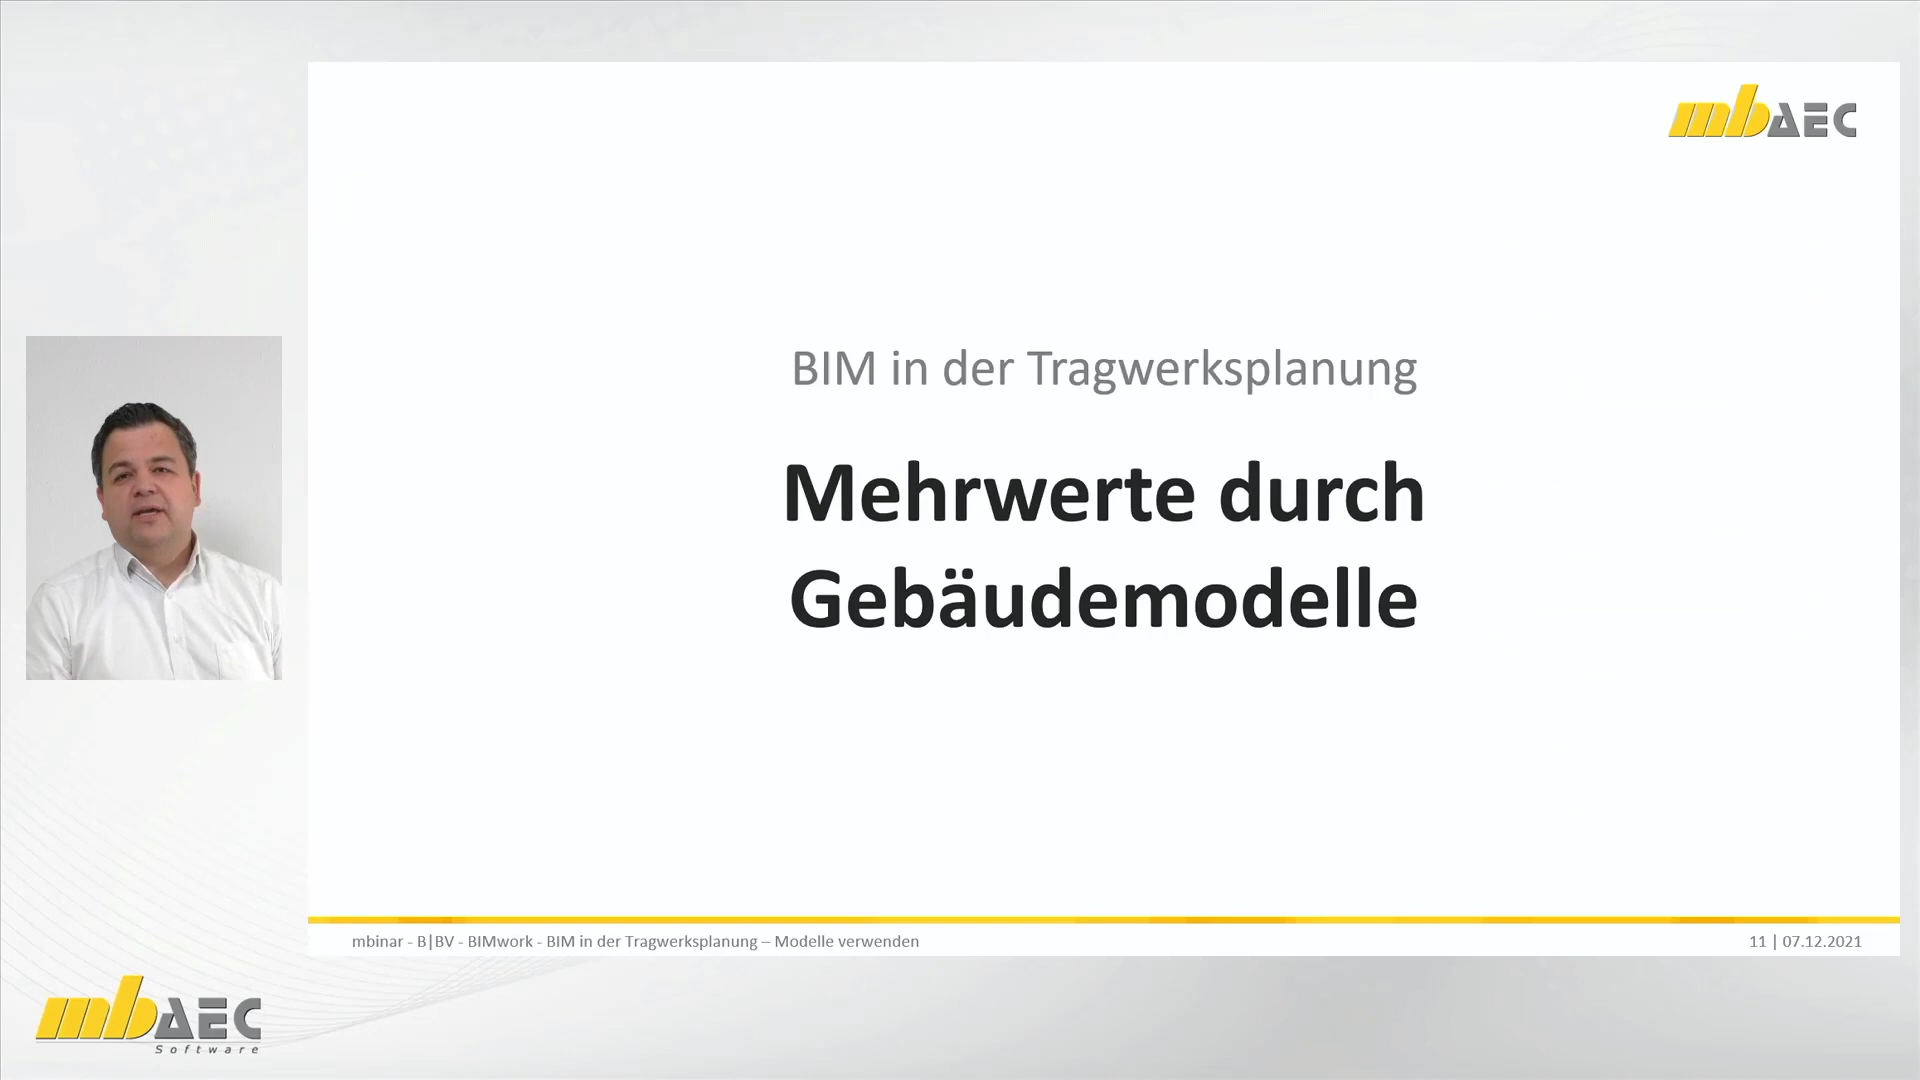 mbAEC
BIM in der Tragwerksplanung
Mehrwerte durch
Gebäudemodelle
mbinar - B|BV - BIMwork - BIM in der Tragwerksplanung – Modelle verwenden
11 | 07.12.2021
mbAEC
Software